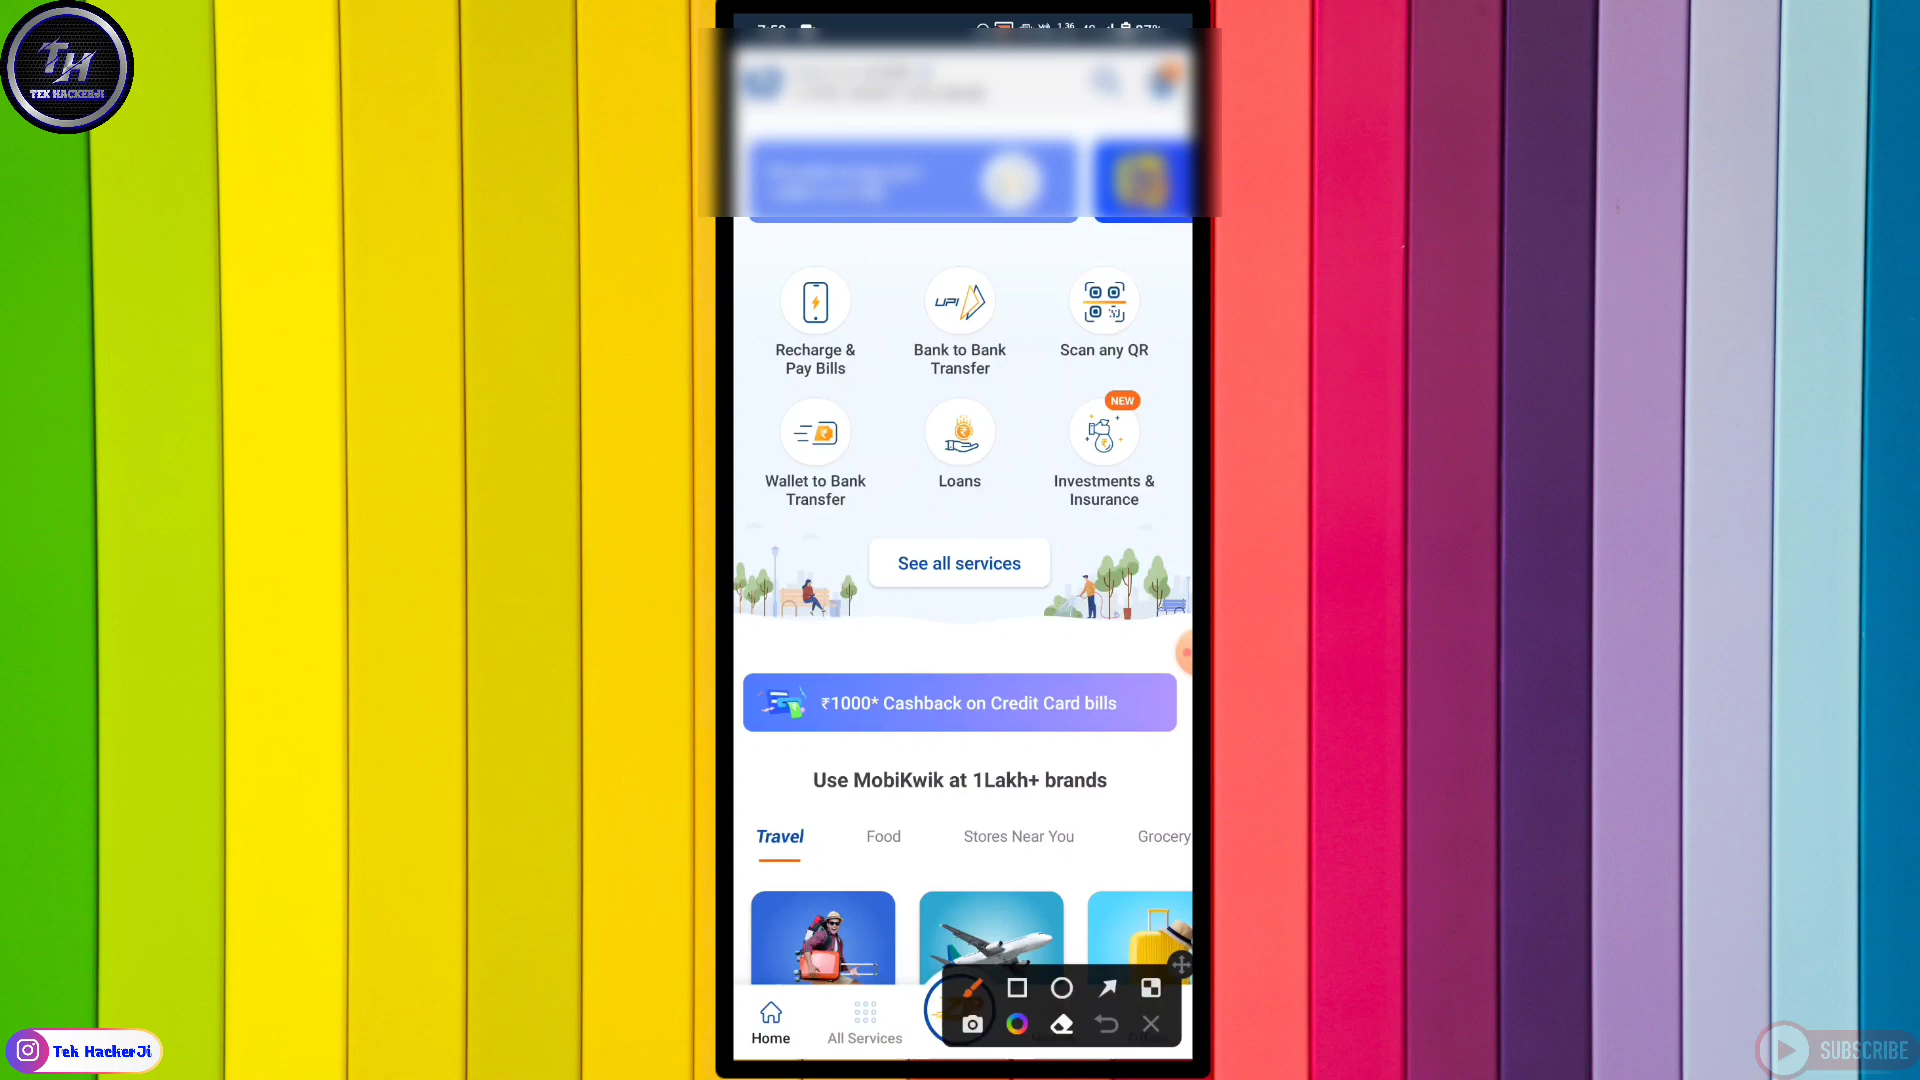 TH
TEK HACKERJI
Recharge &
Pay Bills
UPI
Bank to Bank
Transfer
Scan any QR
Wallet to Bank
Transfer
Loans
NEW
Investments &
Insurance
See all services
₹1000* Cashback on Credit Card bills
Use MobiKwik at 1Lakh+ brands
Travel
Food
Stores Near You
Grocery
Home
All Services
Tek HackerJi
SUBSCRIBE